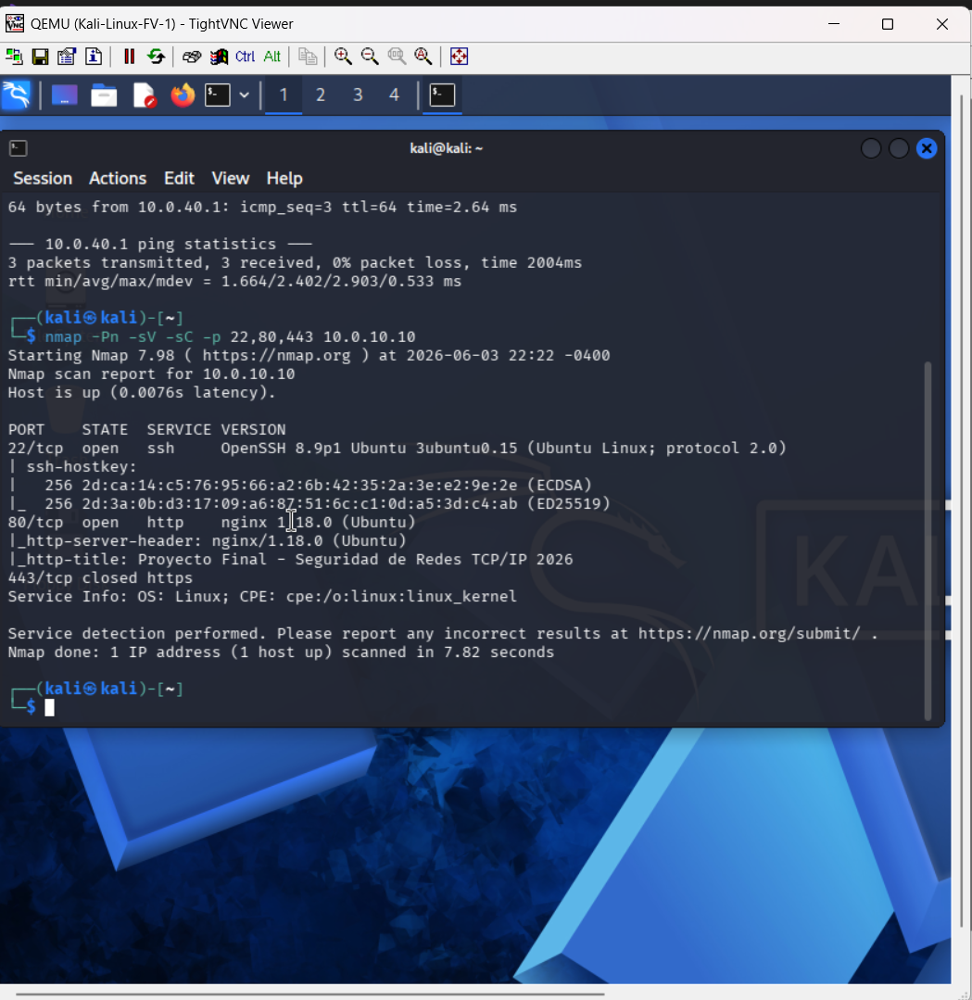 QEMU (Kali-Linux-FV-1) - TightVNC Viewer
Ctrl Alt
1 2 3 4
kali@kali: ~
Session Actions Edit View Help
64 bytes from 10.0.40.1: icmp_seq=3 ttl=64 time=2.64 ms
── 10.0.40.1 ping statistics ──
3 packets transmitted, 3 received, 0% packet loss, time 2004ms
rtt min/avg/max/mdev = 1.664/2.402/2.903/0.533 ms
┌──(kali㉿kali)-[~]
└─$ nmap -Pn -sV -sC -p 22,80,443 10.0.10.10
Starting Nmap 7.98 ( https://nmap.org ) at 2026-06-03 22:22 -0400
Nmap scan report for 10.0.10.10
Host is up (0.0076s latency).
PORT    STATE  SERVICE VERSION
22/tcp  open   ssh     OpenSSH 8.9p1 Ubuntu 3ubuntu0.15 (Ubuntu Linux; protocol 2.0)
| ssh-hostkey:
|   256 2d:ca:14:c5:76:95:66:a2:6b:42:35:2a:3e:e2:9e:2e (ECDSA)
|_  256 2d:3a:0b:d3:17:09:a6:87:51:6c:c1:0d:a5:3d:c4:ab (ED25519)
80/tcp  open   http    nginx 1.18.0 (Ubuntu)
|_http-server-header: nginx/1.18.0 (Ubuntu)
|_http-title: Proyecto Final - Seguridad de Redes TCP/IP 2026
443/tcp closed https
Service Info: OS: Linux; CPE: cpe:/o:linux:linux_kernel
Service detection performed. Please report any incorrect results at https://nmap.org/submit/ .
Nmap done: 1 IP address (1 host up) scanned in 7.82 seconds
┌──(kali㉿kali)-[~]
└─$
KAL